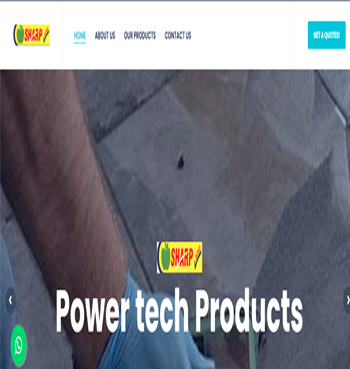 SHARP
HOME ABOUT US OUR PRODUCTS CONTACT US
GET A QUOTES!
SHARP
Power tech Products